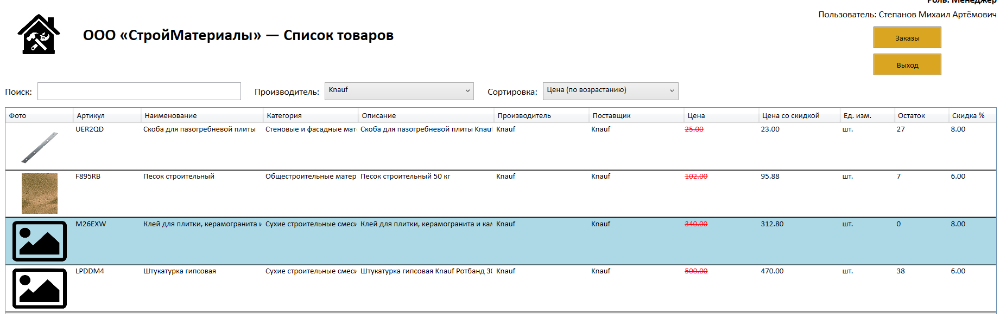 Роль: Менеджер
Пользователь: Степанов Михаил Артёмович
ООО «СтройМатериалы» — Список товаров
Заказы
Выход
Поиск: Производитель: Knauf Сортировка: Цена (по возрастанию)
Фото Артикул Наименование Категория Описание Производитель Поставщик Цена Цена со скидкой Ед. изм. Остаток Скидка %
UER2QD Скоба для пазогребневой плиты Стеновые и фасадные мат Скоба для пазогребневой плиты Knauf Knauf Knauf 25.00 23.00 шт. 27 8.00
F895RB Песок строительный Общестроительные матер Песок строительный 50 кг Knauf Knauf 102.00 95.88 шт. 7 6.00
M26EXW Клей для плитки, керамогранита и Сухие строительные смеси Клей для плитки, керамогранита и кам Knauf Knauf 340.00 312.80 шт. 0 8.00
LPDDM4 Штукатурка гипсовая Сухие строительные смеси Штукатурка гипсовая Knauf Ротбанд 30 Knauf Knauf 500.00 470.00 шт. 38 6.00